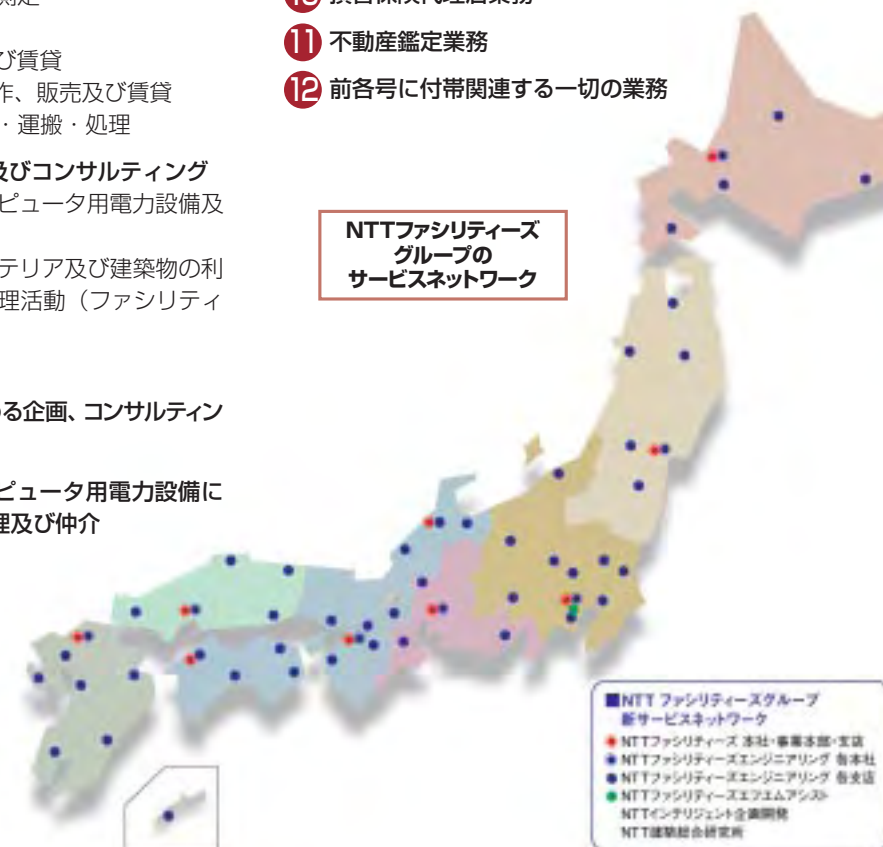 び賃貸
作、販売及び賃貸
・運搬・処理
及びコンサルティング
ピュータ用電力設備及
テリア及び建築物の利
理活動(ファシリティ
る企画、コンサルティン
ピュータ用電力設備に
理及び仲介
11 不動産鑑定業務
12 前各号に付帯関連する一切の業務
NTTファシリティーズ
グループの
サービスネットワーク
■NTT ファシリティーズグループ
新サービスネットワーク
NTTファシリティーズ 本社・事業本部・支店
NTTファシリティーズエンジニアリング 各本社
NTTファシリティーズエンジニアリング 各支店
NTTファシリティーズエフエムアシスト
NTTインテリジェント企画開発
NTT建築総合研究所